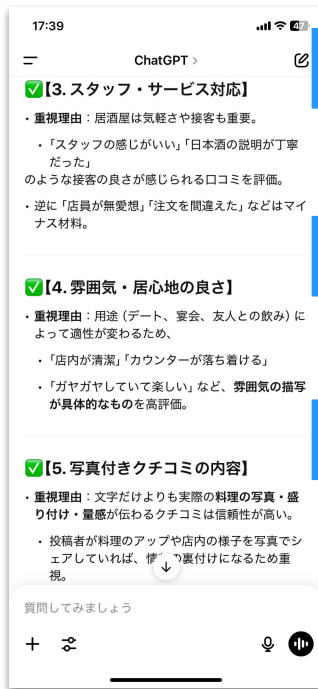 17:39
47
ChatGPT >
✅【3. スタッフ・サービス対応】
• 重視理由：居酒屋は気軽さや接客も重要。
• 「スタッフの感じがいい」「日本酒の説明が丁寧
だった」
のような接客の良さが感じられる口コミを評価。
• 逆に「店員が無愛想」「注文を間違えた」などはマイ
ナス材料。
✅【4. 雰囲気・居心地の良さ】
• 重視理由：用途（デート、宴会、友人との飲み）に
よって適性が変わるため、
• 「店内が清潔」「カウンターが落ち着ける」
• 「ガヤガヤしていて楽しい」など、雰囲気の描写
が具体的なものを高評価。
✅【5. 写真付きクチコミの内容】
• 重視理由：文字だけよりも実際の料理の写真・盛
り付け・量感が伝わるクチコミは信頼性が高い。
• 投稿者が料理のアップや店内の様子を写真でシ
ェアしていれば、の裏付けになるため重
視。
質問してみましょう